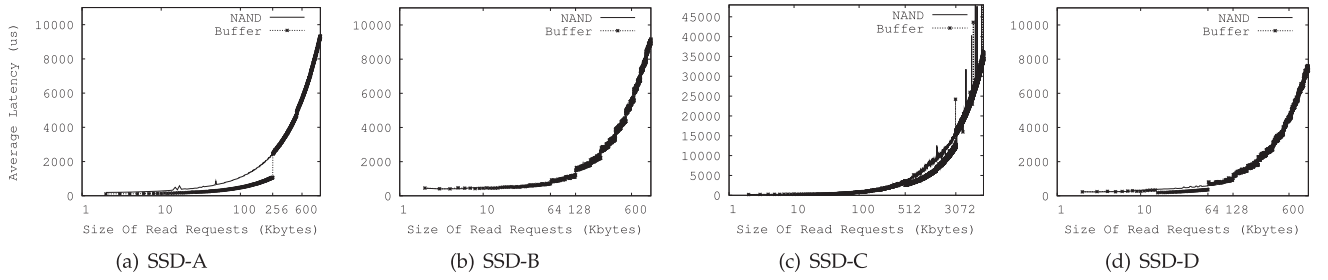 Average Latency (us)
10000
8000
6000
4000
2000
0
NAND
Buffer
1 10 100 256 600
Size Of Read Requests (Kbytes)
(a) SSD-A
10000
8000
6000
4000
2000
0
NAND
Buffer
1 10 64 128 600
Size Of Read Requests (Kbytes)
(b) SSD-B
45000
40000
35000
30000
25000
20000
15000
10000
5000
0
NAND
Buffer
1 10 100 512 3072
Size Of Read Requests (Kbytes)
(c) SSD-C
10000
8000
6000
4000
2000
0
NAND
Buffer
1 10 64 128 600
Size Of Read Requests (Kbytes)
(d) SSD-D